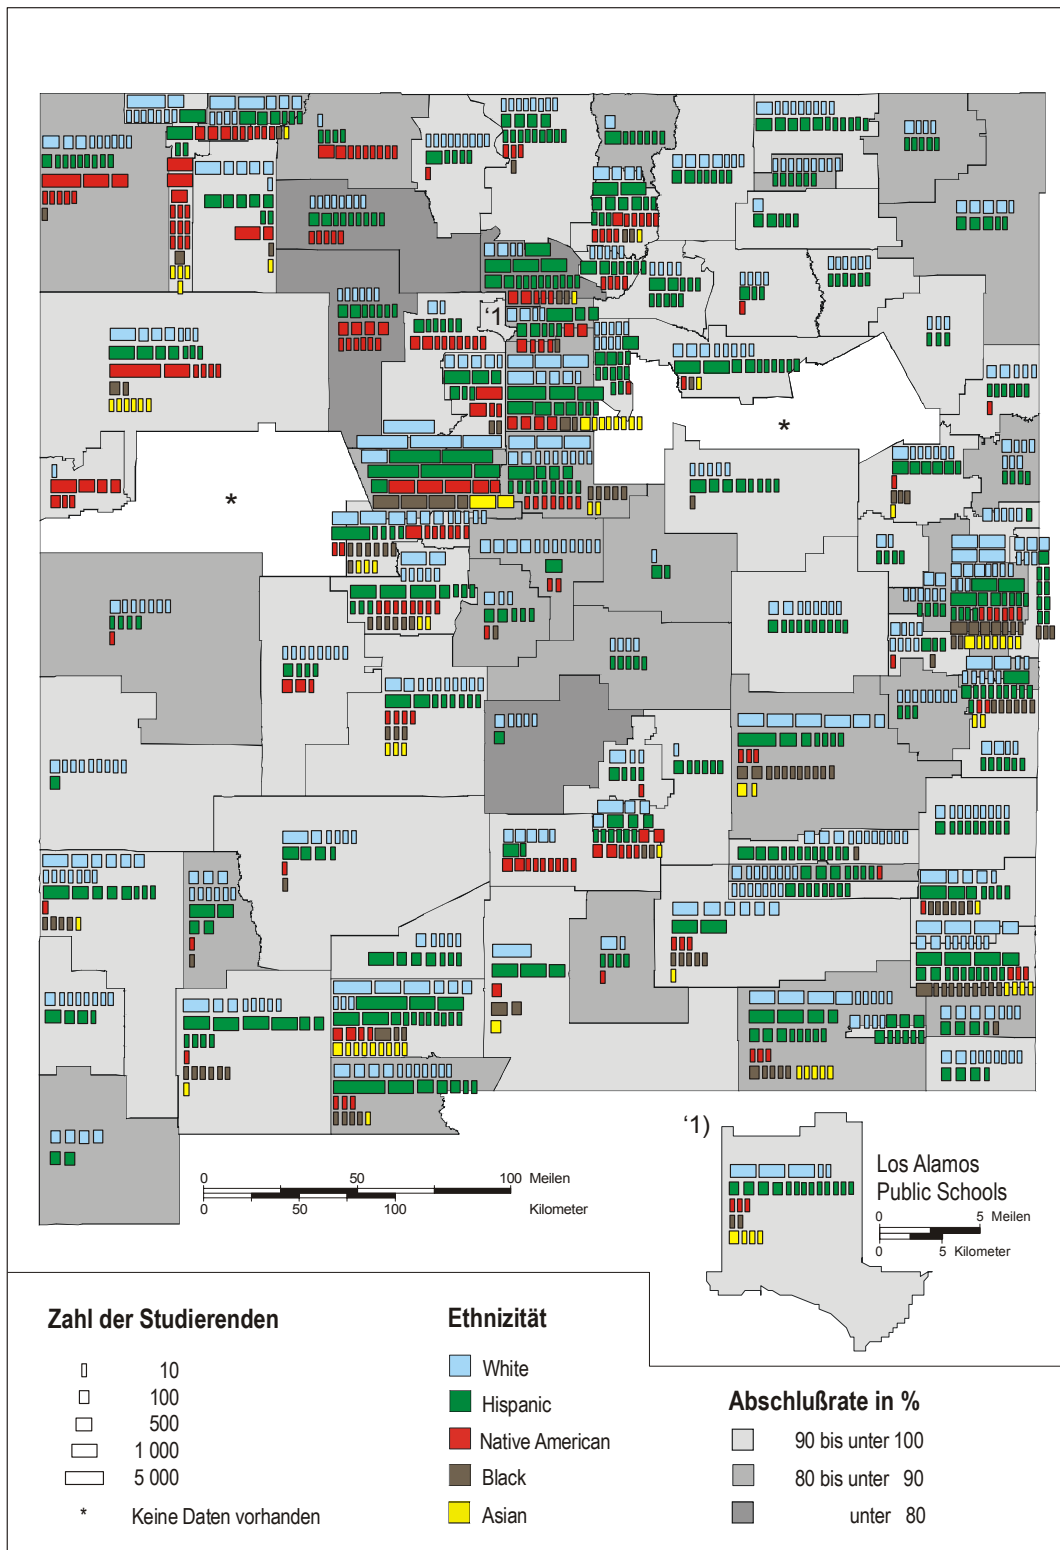 ‘1
*
*
0 50 100 Meilen
0 50 100 Kilometer
‘1)
Los Alamos
Public Schools
0 5 Meilen
0 5 Kilometer
Zahl der Studierenden
10
100
500
1 000
5 000
* Keine Daten vorhanden
Ethnizität
White
Hispanic
Native American
Black
Asian
Abschlußrate in %
90 bis unter 100
80 bis unter 90
unter 80